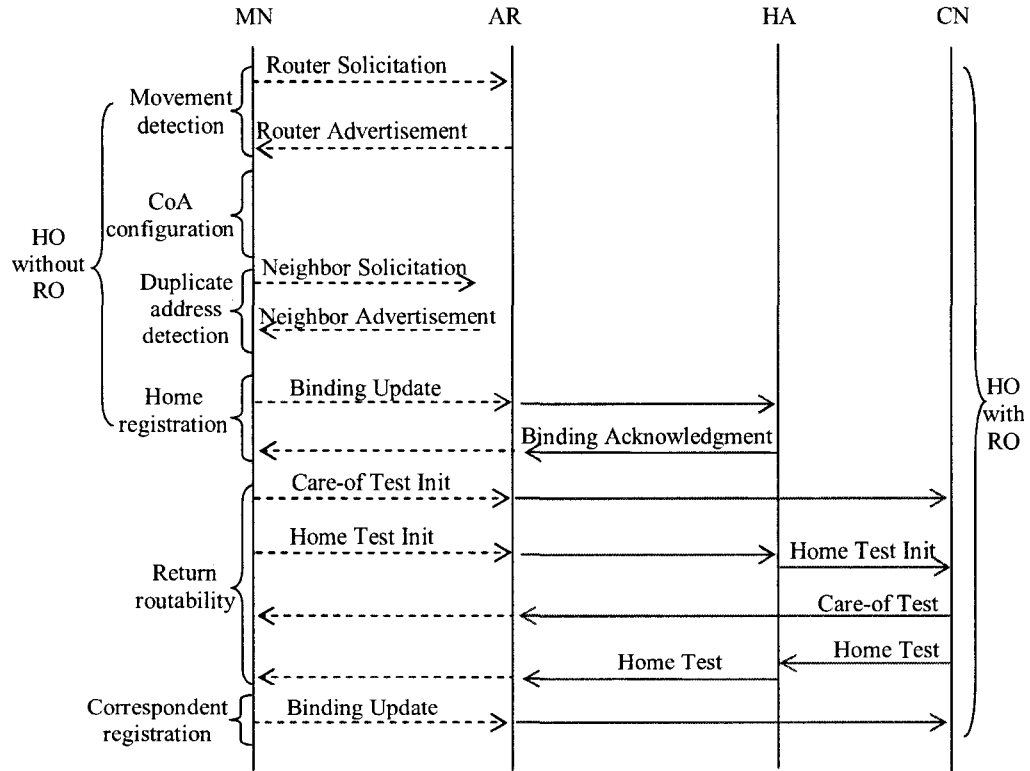 MN AR HA CN
Router Solicitation
Movement
detection
Router Advertisement
CoA
configuration
HO
without
RO
Neighbor Solicitation
Duplicate
address
detection
Neighbor Advertisement
Home
registration
Binding Update
HO
with
RO
Binding Acknowledgment
Care-of Test Init
Home Test Init
Home Test Init
Return
routability
Care-of Test
Home Test
Home Test
Correspondent
registration
Binding Update